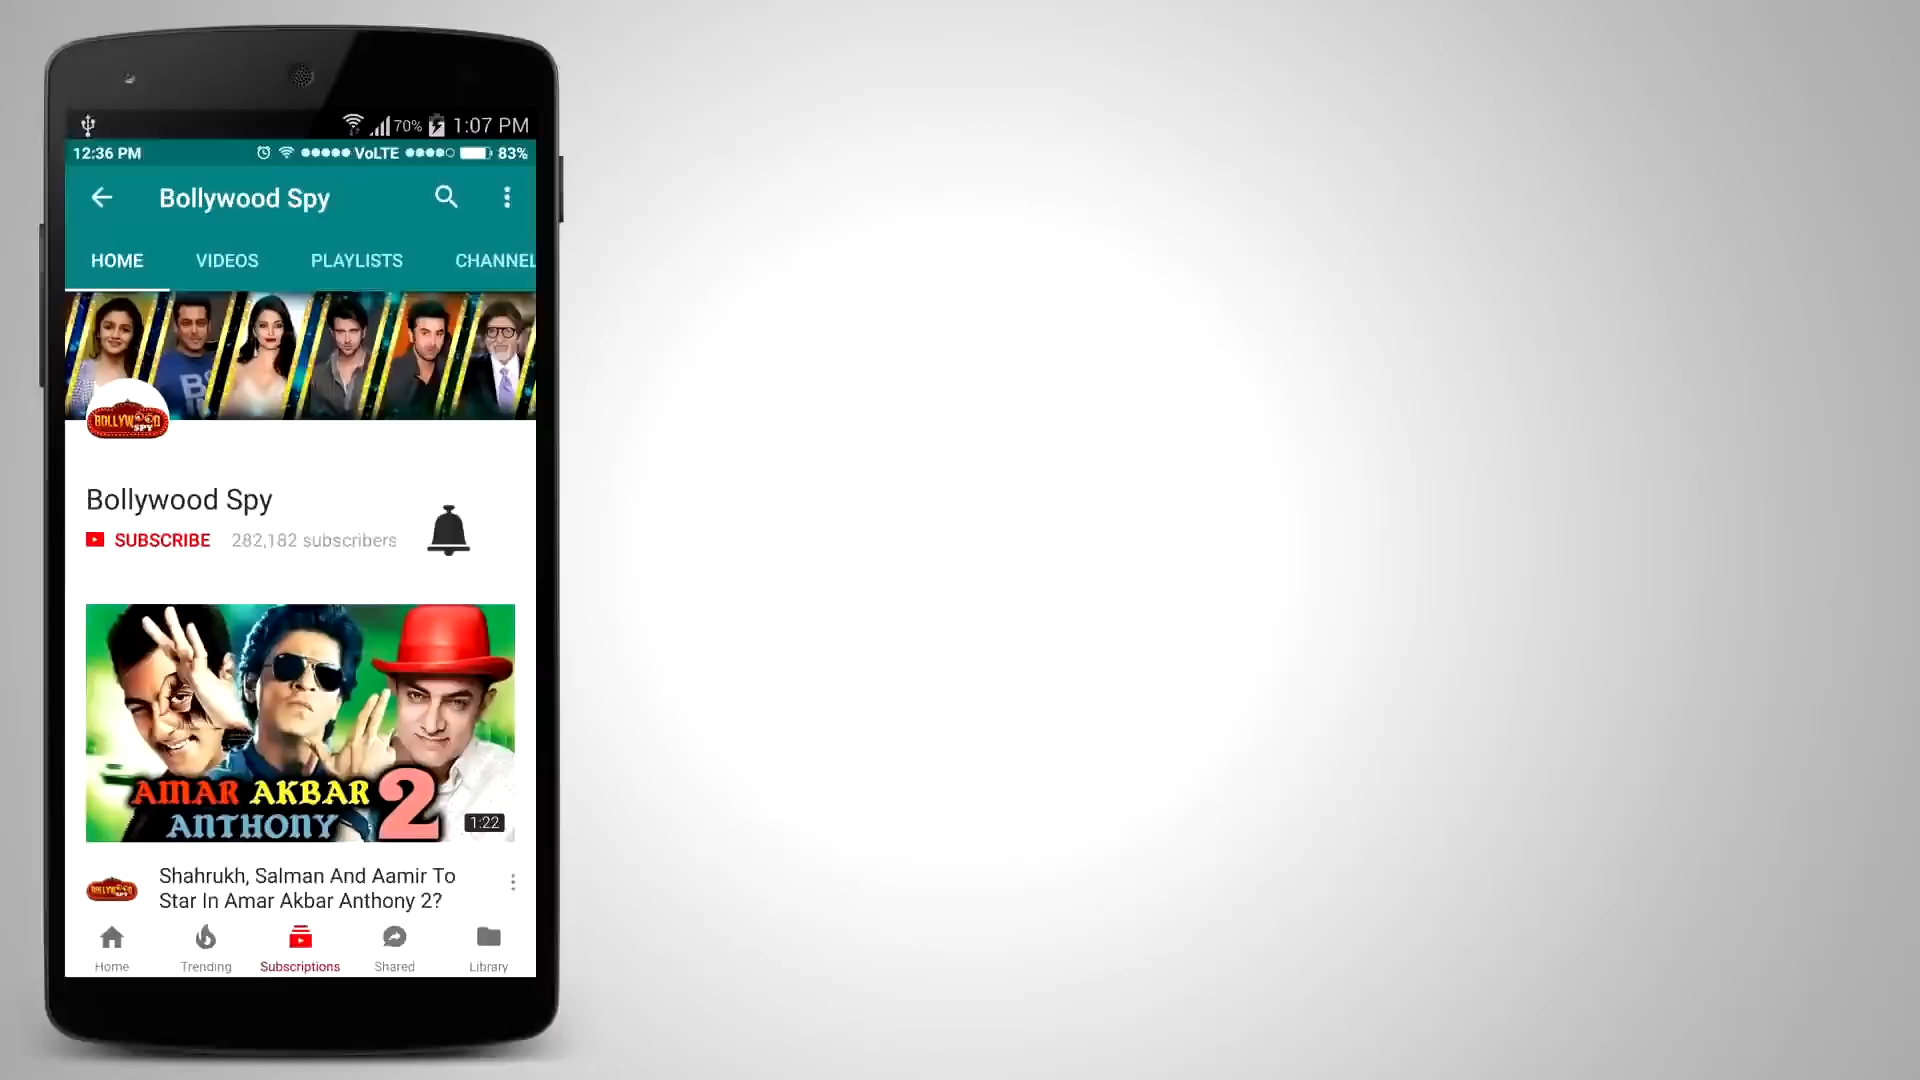 70% 1:07 PM
12:36 PM VoLTE 83%
Bollywood Spy
HOME VIDEOS PLAYLISTS CHANNEL
BOLLYWOOD
SPY
Bollywood Spy
SUBSCRIBE 282,182 subscribers
AMAR AKBAR 2
ANTHONY
1:22
Shahrukh, Salman And Aamir To
Star In Amar Akbar Anthony 2?
Home Trending Subscriptions Shared Library